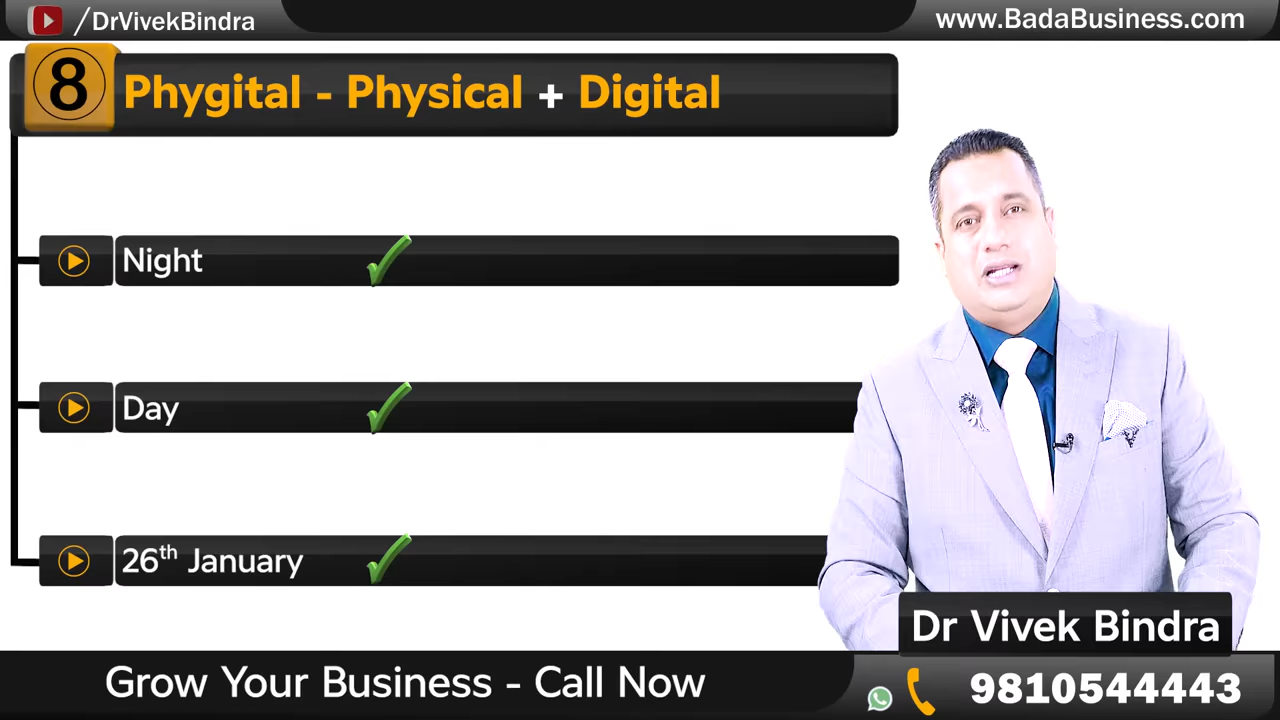 /DrVivekBindra
www.BadaBusiness.com
8
Phygital - Physical + Digital
Night
Day
26th January
Dr Vivek Bindra
Grow Your Business - Call Now
9810544443